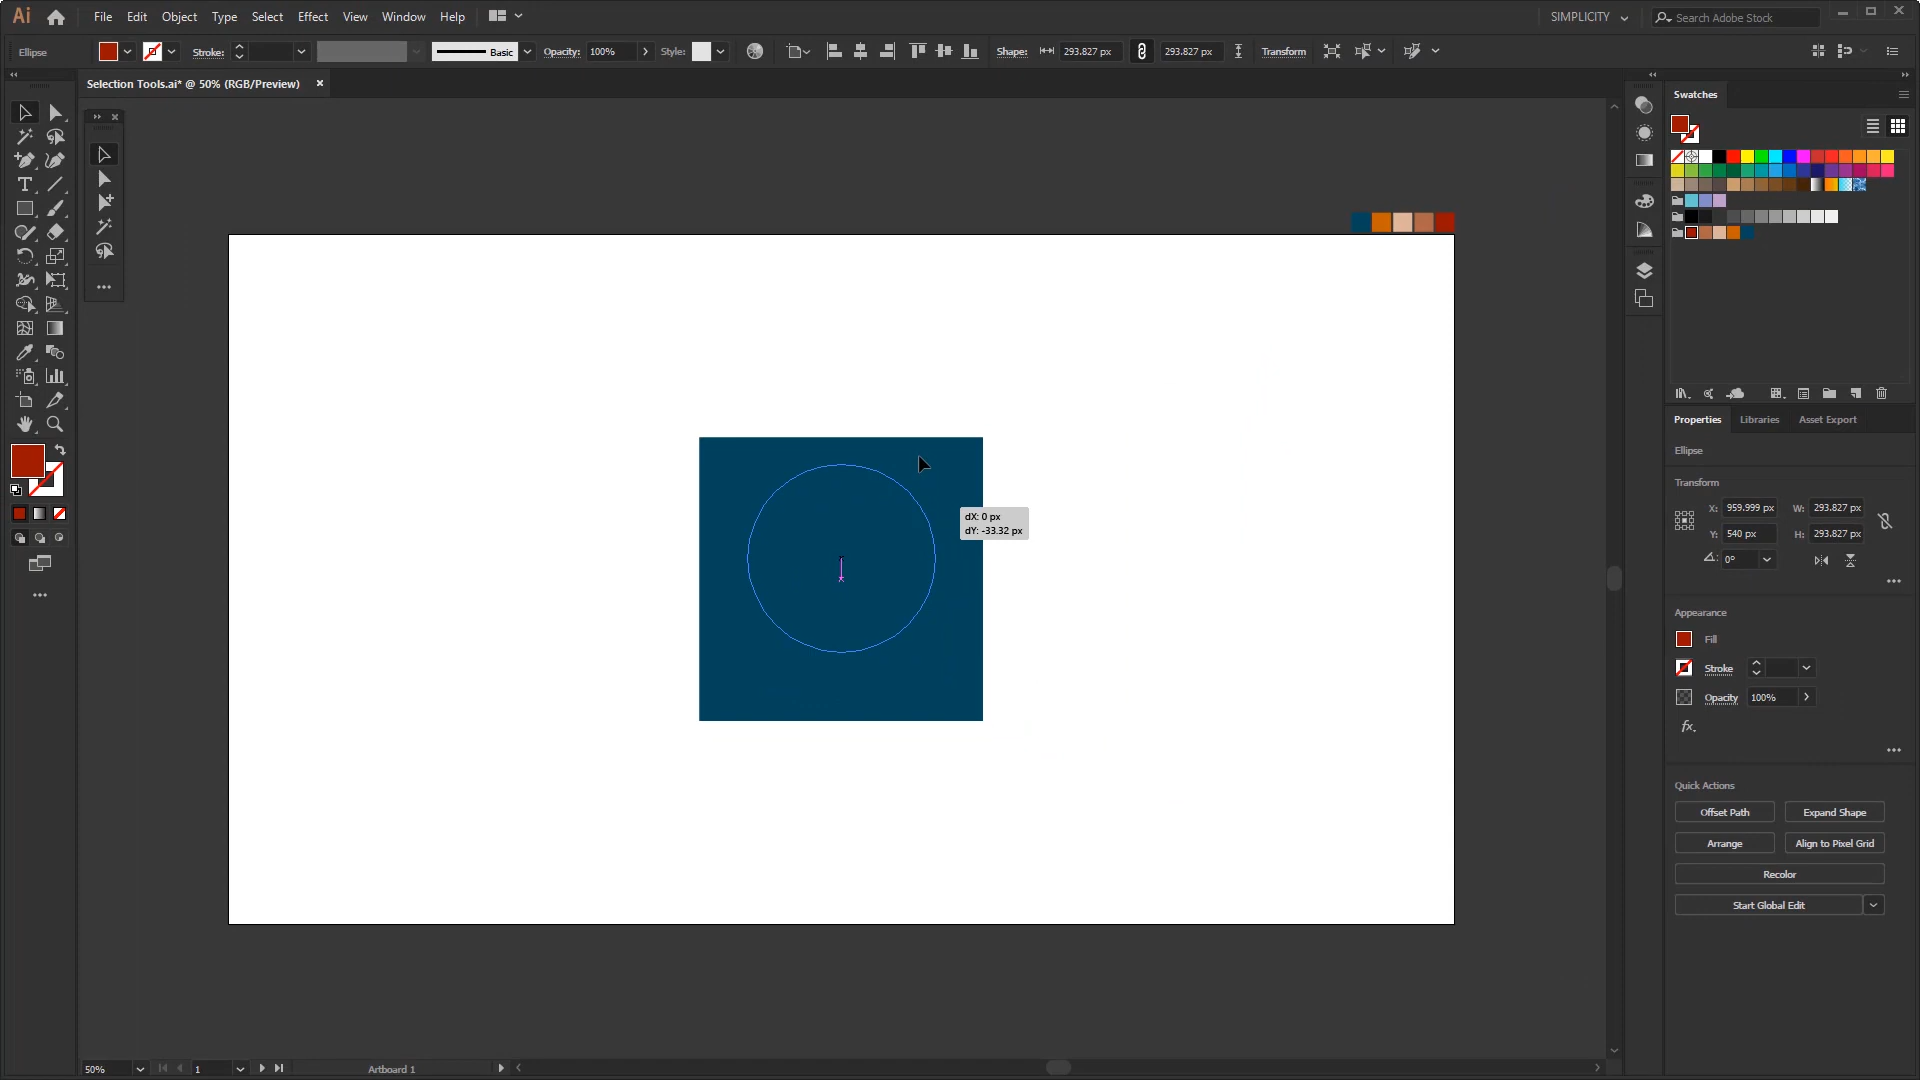 Ai File Edit Object Type Select Effect View Window Help SIMPLICITY Search Adobe Stock
Ellipse Stroke: Basic Opacity: 100% Style: Shape: 293.827 px 293.827 px Transform
Selection Tools.ai* @ 50% (RGB/Preview)
Swatches
dX: 0 px
dY: -33.32 px
Properties Libraries Asset Export
Ellipse
Transform
X: 959.999 px W: 293.827 px
Y: 540 px H: 293.827 px
0°
Appearance
Fill
Stroke
Opacity 100%
fx.
Quick Actions
Offset Path Expand Shape
Arrange Align to Pixel Grid
Recolor
Start Global Edit
50% 1 Artboard 1